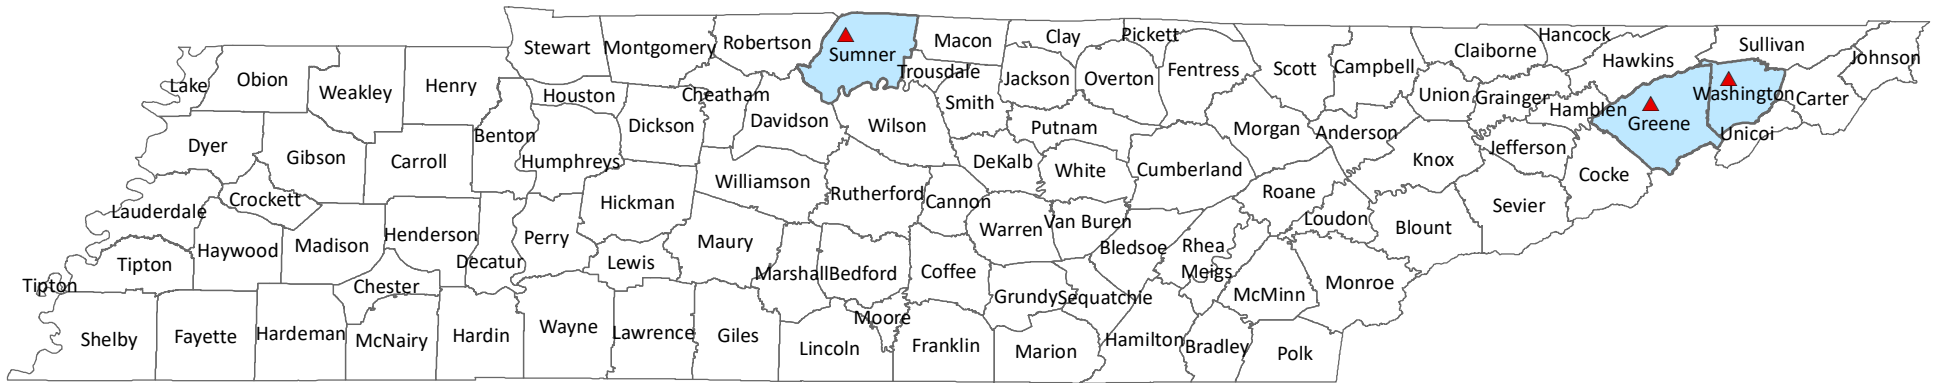 Stewart
Montgomery
Robertson
Sumner
Macon
Clay
Pickett
Scott
Campbell
Claiborne
Hancock
Hawkins
Sullivan
Johnson
Lake
Obion
Weakley
Henry
Houston
Cheatham
Trousdale
Jackson
Overton
Fentress
Union
Grainger
Hamblen
Greene
Washington
Carter
Unicoi
Dyer
Gibson
Carroll
Benton
Humphreys
Dickson
Davidson
Wilson
Smith
Putnam
Morgan
Anderson
Knox
Jefferson
Cocke
Lauderdale
Crockett
Williamson
Rutherford
Cannon
DeKalb
White
Cumberland
Roane
Loudon
Blount
Sevier
Haywood
Madison
Henderson
Decatur
Perry
Hickman
Lewis
Maury
Marshall
Bedford
Coffee
Warren
Van Buren
Bledsoe
Rhea
Meigs
McMinn
Monroe
Tipton
Tipton
Chester
Grundy
Sequatchie
Shelby
Fayette
Hardeman
McNairy
Hardin
Wayne
Lawrence
Giles
Lincoln
Moore
Franklin
Marion
Hamilton
Bradley
Polk